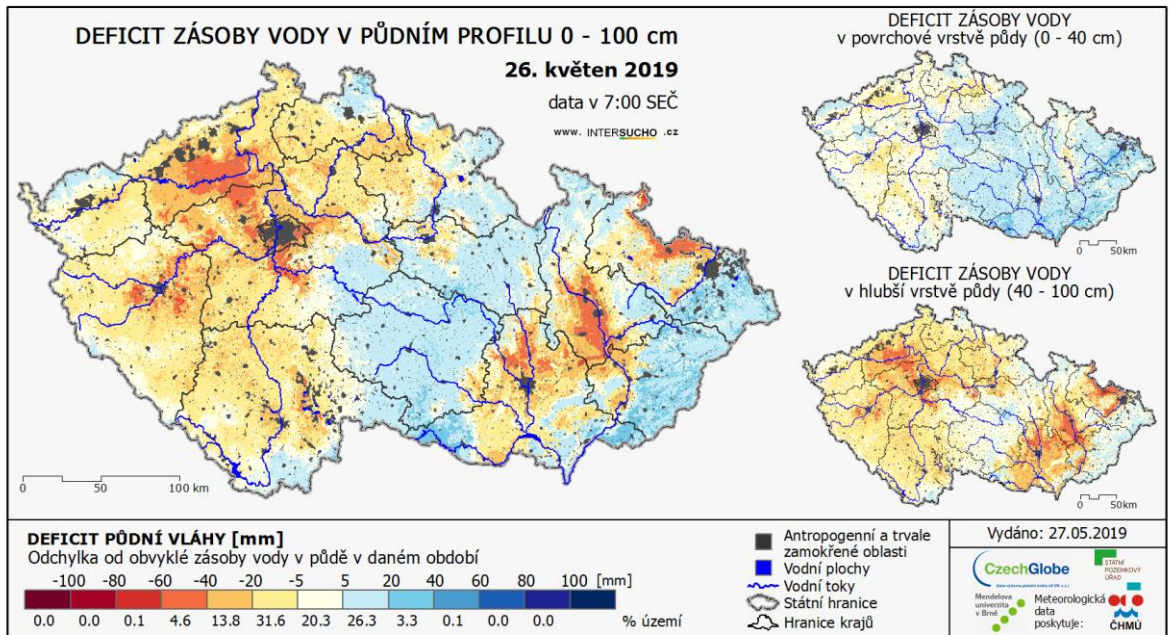 DEFICIT ZÁSOBY VODY V PŮDNÍM PROFILU 0 - 100 cm
26. květen 2019
data v 7:00 SEČ
www. INTERSUCHO .cz
DEFICIT ZÁSOBY VODY
v povrchové vrstvě půdy (0 - 40 cm)
0 50km
DEFICIT ZÁSOBY VODY
v hlubší vrstvě půdy (40 - 100 cm)
0 50km
0 50 100 km
DEFICIT PŮDNÍ VLÁHY [mm]
Odchylka od obvyklé zásoby vody v půdě v daném období
-100 -80 -60 -40 -20 -5 5 20 40 60 80 100 [mm]
0.0 0.0 0.1 4.6 13.8 31.6 20.3 26.3 3.3 0.1 0.0 0.0 % území
Antropogenní a trvale
zamokřené oblasti
Vodní plochy
Vodní toky
Státní hranice
Hranice krajů
Vydáno: 27.05.2019
CzechGlobe
STÁTNÍ
POZEMKOVÝ
ÚŘAD
Mendelova
univerzita
v Brně
Meteorologická
data
poskytuje:
ČHMÚ